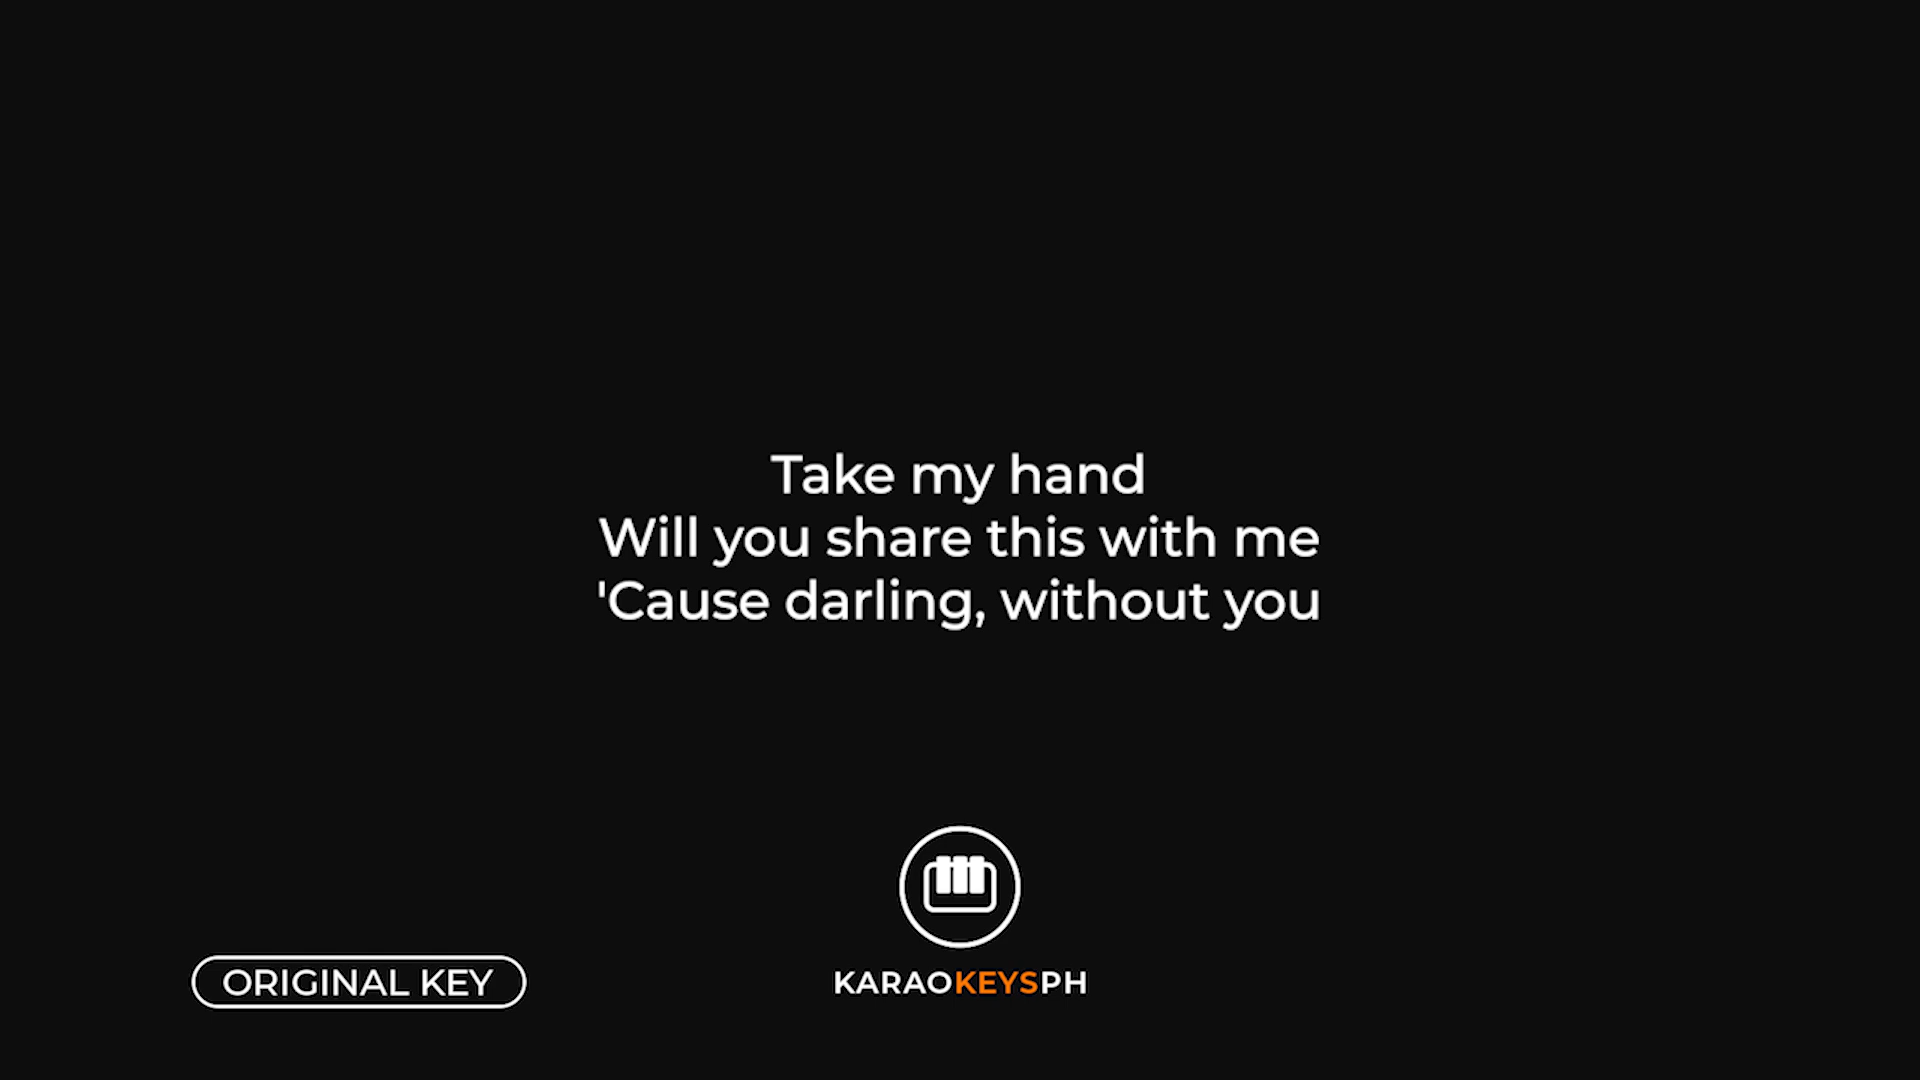 Take my hand
Will you share this with me
'Cause darling, without you
ORIGINAL KEY
KARAOKEYSPH